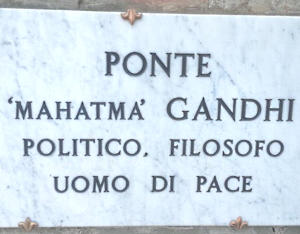 PONTE
'MAHATMA' GANDHI
POLITICO, FILOSOFO
UOMO DI PACE